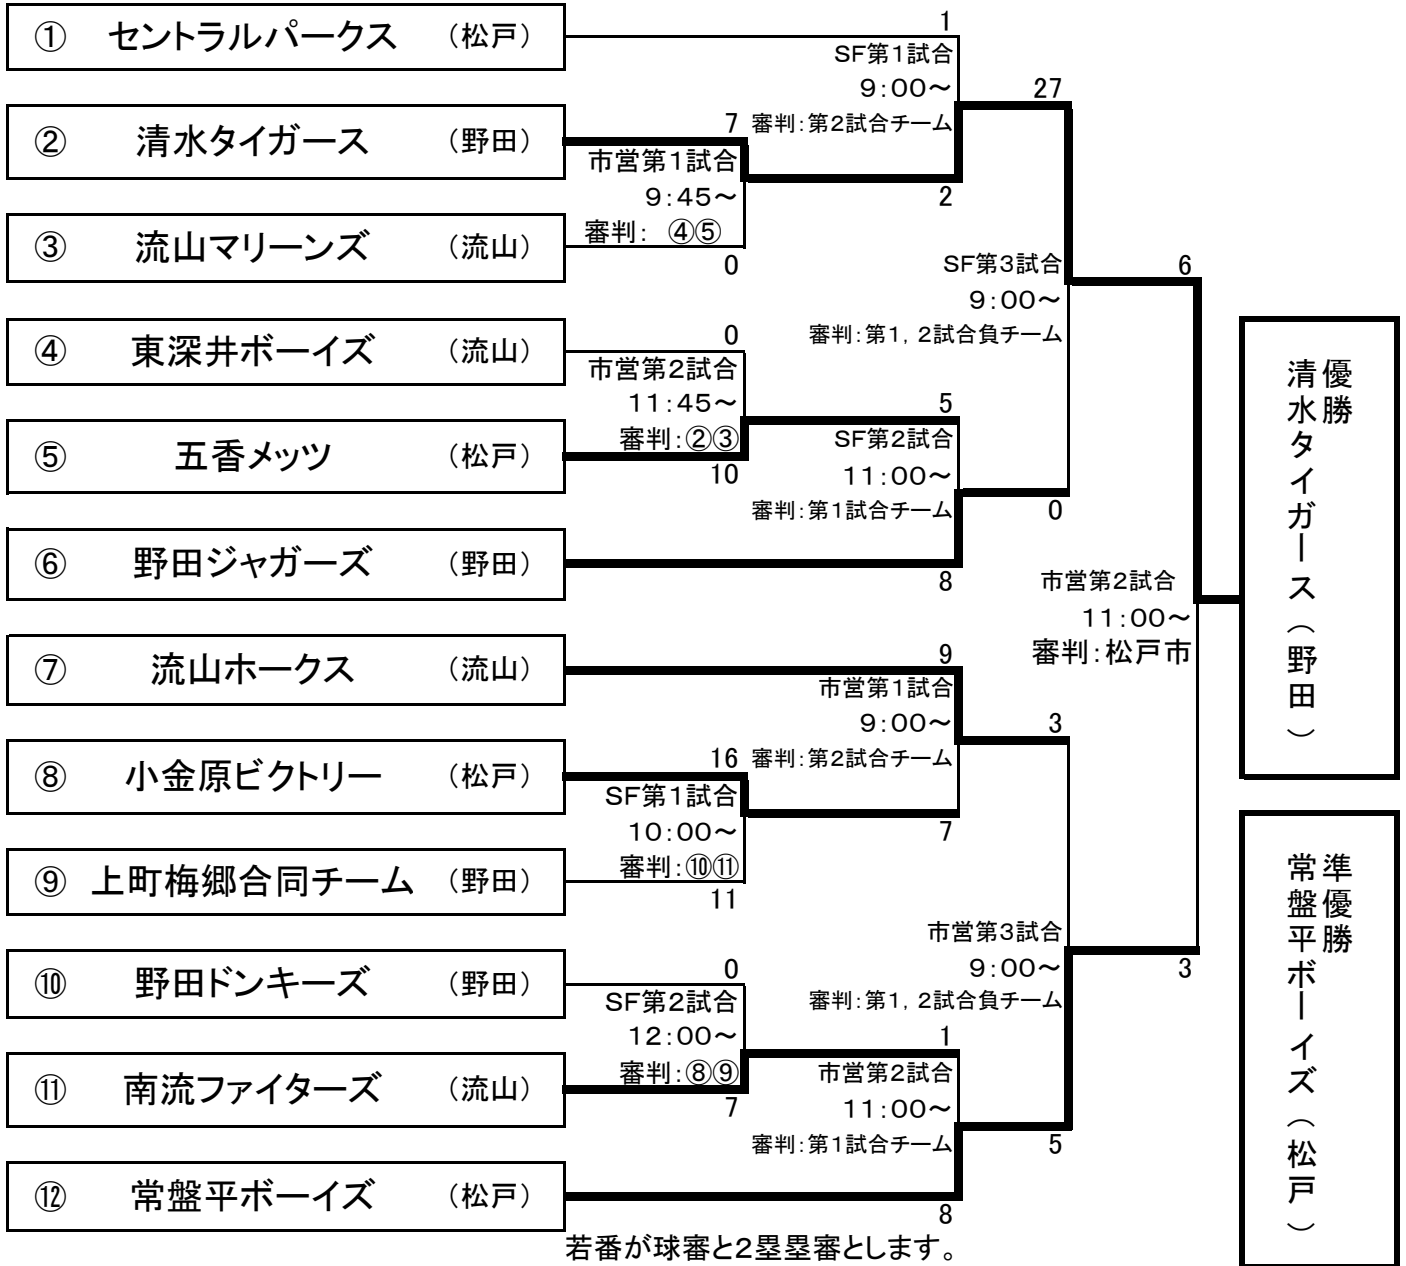 ① セントラルパークス （松戸）
1
SF第1試合
9:00～
27
審判：第2試合チーム
② 清水タイガース （野田）
7
市営第1試合
9:45～
2
審判： ④⑤
③ 流山マリーンズ （流山）
0
SF第3試合
9:00～
6
審判：第1，2試合負チーム
④ 東深井ボーイズ （流山）
0
市営第2試合
11:45～
5
審判：②③
SF第2試合
⑤ 五香メッツ （松戸）
10
11:00～
審判：第1試合チーム
0
⑥ 野田ジャガーズ （野田）
8
市営第2試合
11:00～
審判：松戸市
優勝
清水タイガース（野田）
⑦ 流山ホークス （流山）
9
市営第1試合
9:00～
3
審判：第2試合チーム
⑧ 小金原ビクトリー （松戸）
16
SF第1試合
10:00～
7
審判：⑩⑪
⑨ 上町梅郷合同チーム （野田）
11
市営第3試合
9:00～
3
審判：第1，2試合負チーム
⑩ 野田ドンキーズ （野田）
0
SF第2試合
12:00～
1
審判：⑧⑨
市営第2試合
⑪ 南流ファイターズ （流山）
7
11:00～
審判：第1試合チーム
5
⑫ 常盤平ボーイズ （松戸）
8
準優勝
常盤平ボーイズ（松戸）
若番が球審と2塁塁審とします。